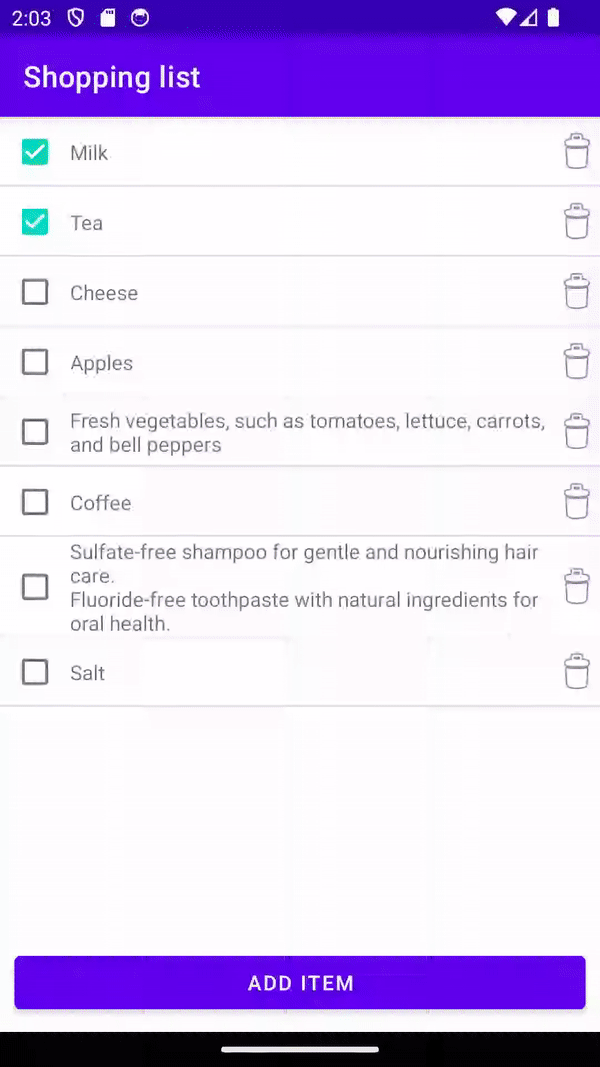 2:03
Shopping list
Milk
Tea
Cheese
Apples
Fresh vegetables, such as tomatoes, lettuce, carrots,
and bell peppers
Coffee
Sulfate-free shampoo for gentle and nourishing hair
care.
Fluoride-free toothpaste with natural ingredients for
oral health.
Salt
ADD ITEM